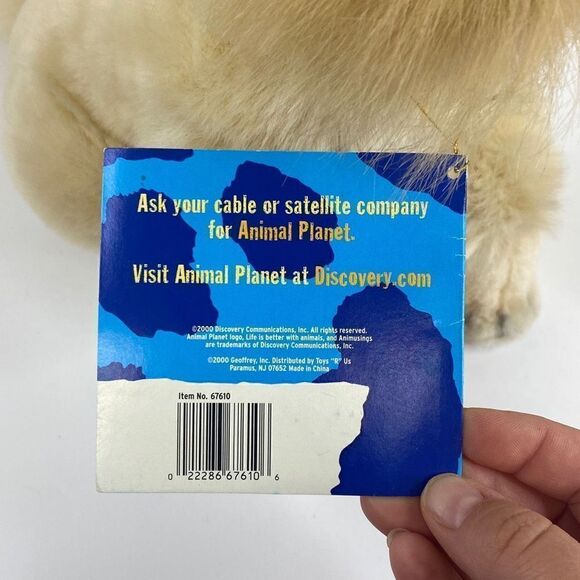 Ask your cable or satellite company
for Animal Planet.
Visit Animal Planet at Discovery.com
©2000 Discovery Communications, Inc. All rights reserved.
Animal Planet logo, Life is better with animals, and Animusings
are trademarks of Discovery Communications, Inc.
©2000 Geoffrey, Inc. Distributed by Toys "R" Us
Paramus, NJ 07652 Made in China
Item No. 67610
0 22286 67610 6